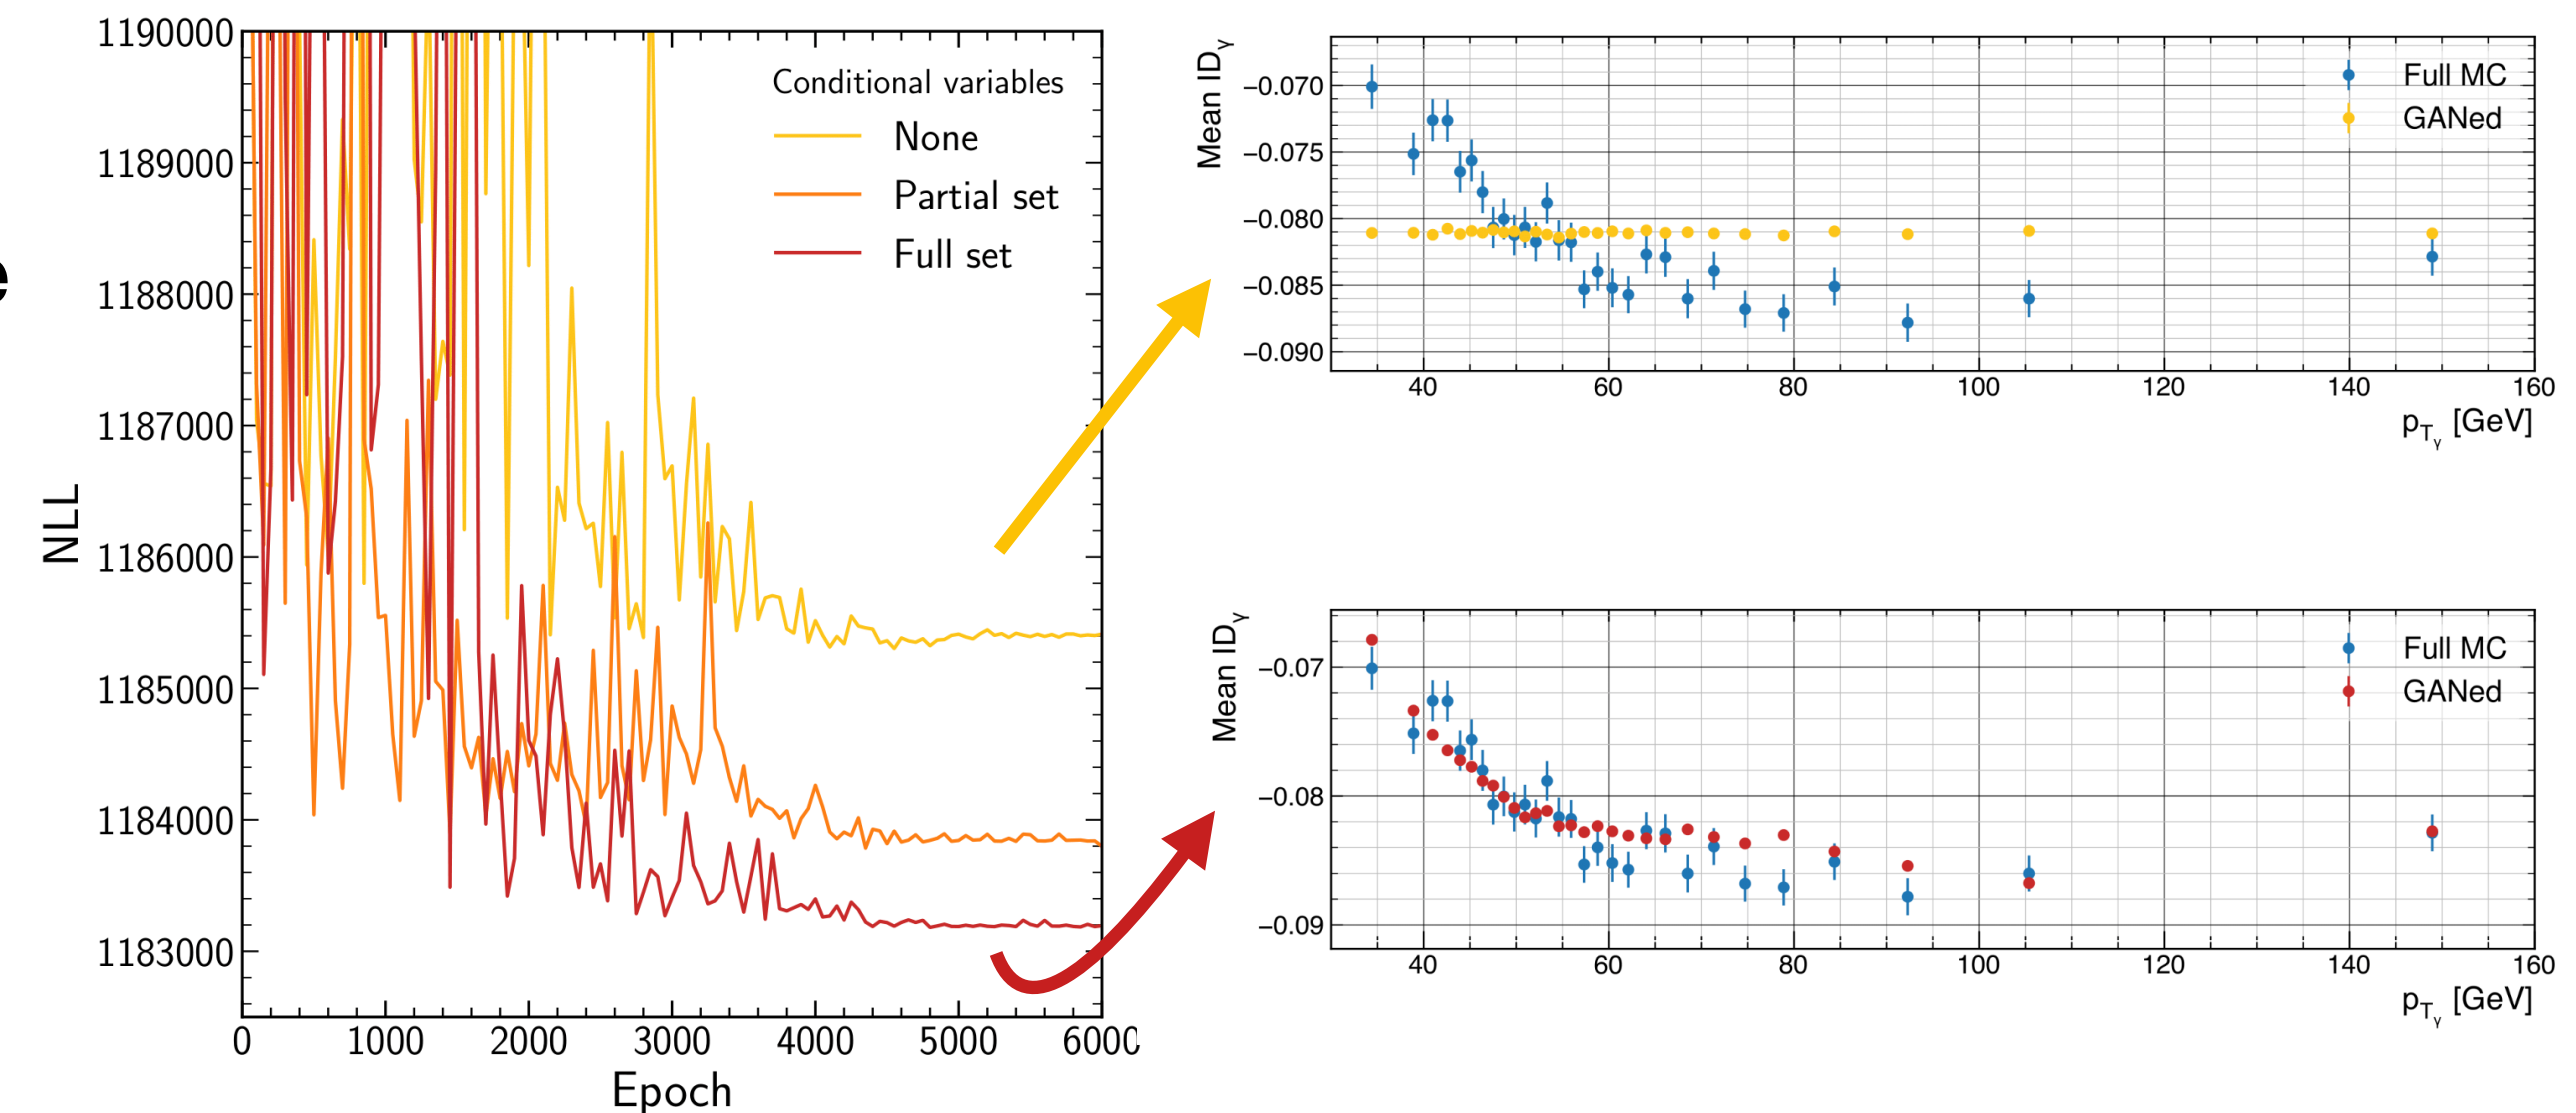 e
1190000
1189000
1188000
1187000
1186000
1185000
1184000
1183000
NLL
0 1000 2000 3000 4000 5000 6000
Epoch
Conditional variables
None
Partial set
Full set
Mean IDγ
−0.070
−0.075
−0.080
−0.085
−0.090
Full MC
GANed
40 60 80 100 120 140 160
pTγ [GeV]
Mean IDγ
−0.07
−0.08
−0.09
Full MC
GANed
40 60 80 100 120 140 160
pTγ [GeV]